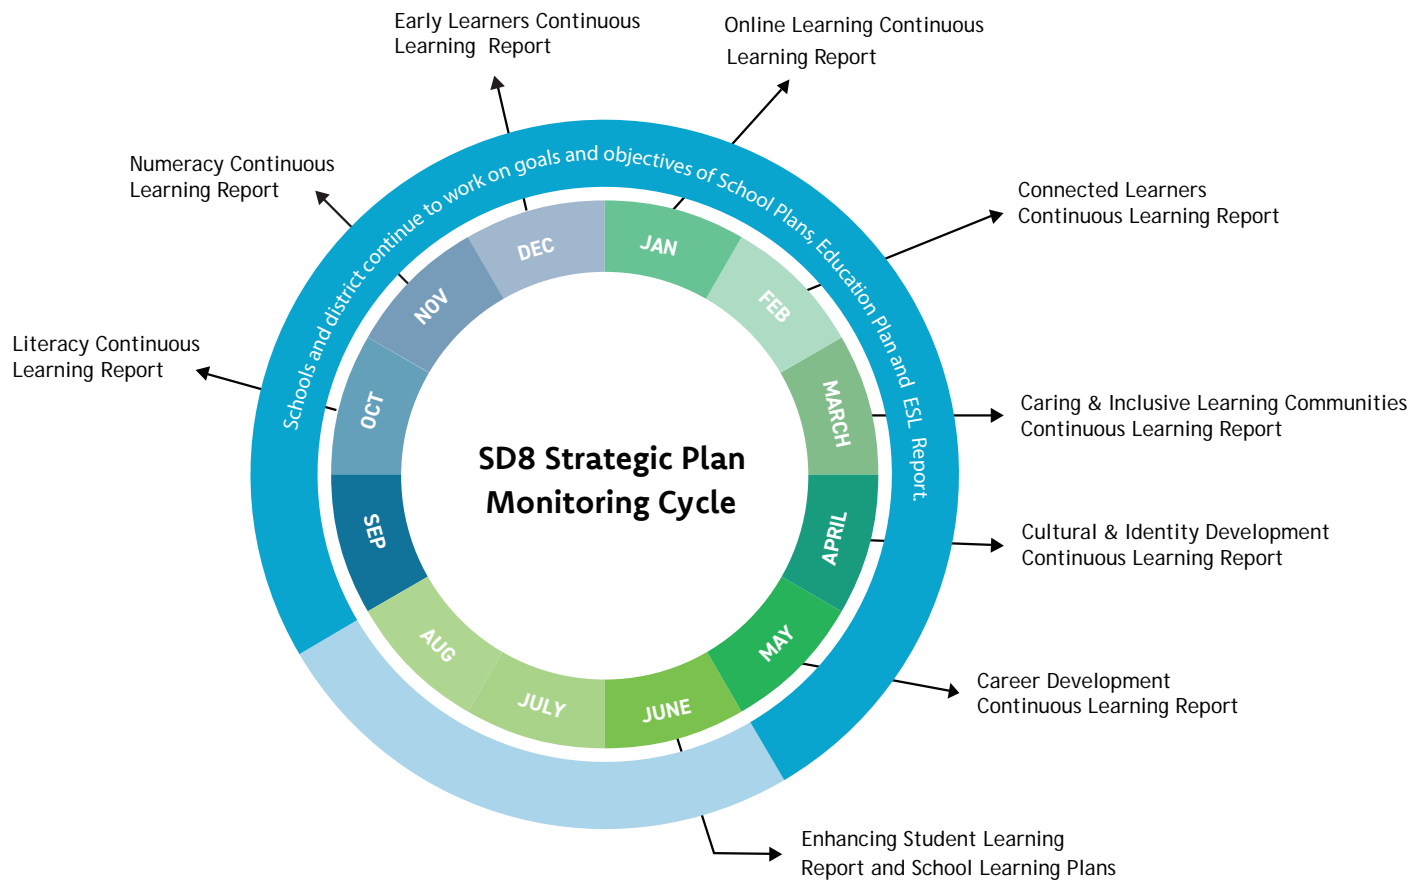 Early Learners Continuous
Learning Report
Online Learning Continuous
Learning Report
Numeracy Continuous
Learning Report
Connected Learners
Continuous Learning Report
Literacy Continuous
Learning Report
Caring & Inclusive Learning Communities
Continuous Learning Report
Cultural & Identity Development
Continuous Learning Report
Career Development
Continuous Learning Report
Enhancing Student Learning
Report and School Learning Plans
Schools and district continue to work on goals and objectives of School Plans, Education Plan and ESL Report.
JAN
FEB
MARCH
APRIL
MAY
JUNE
JULY
AUG
SEP
OCT
NOV
DEC
SD8 Strategic Plan
Monitoring Cycle